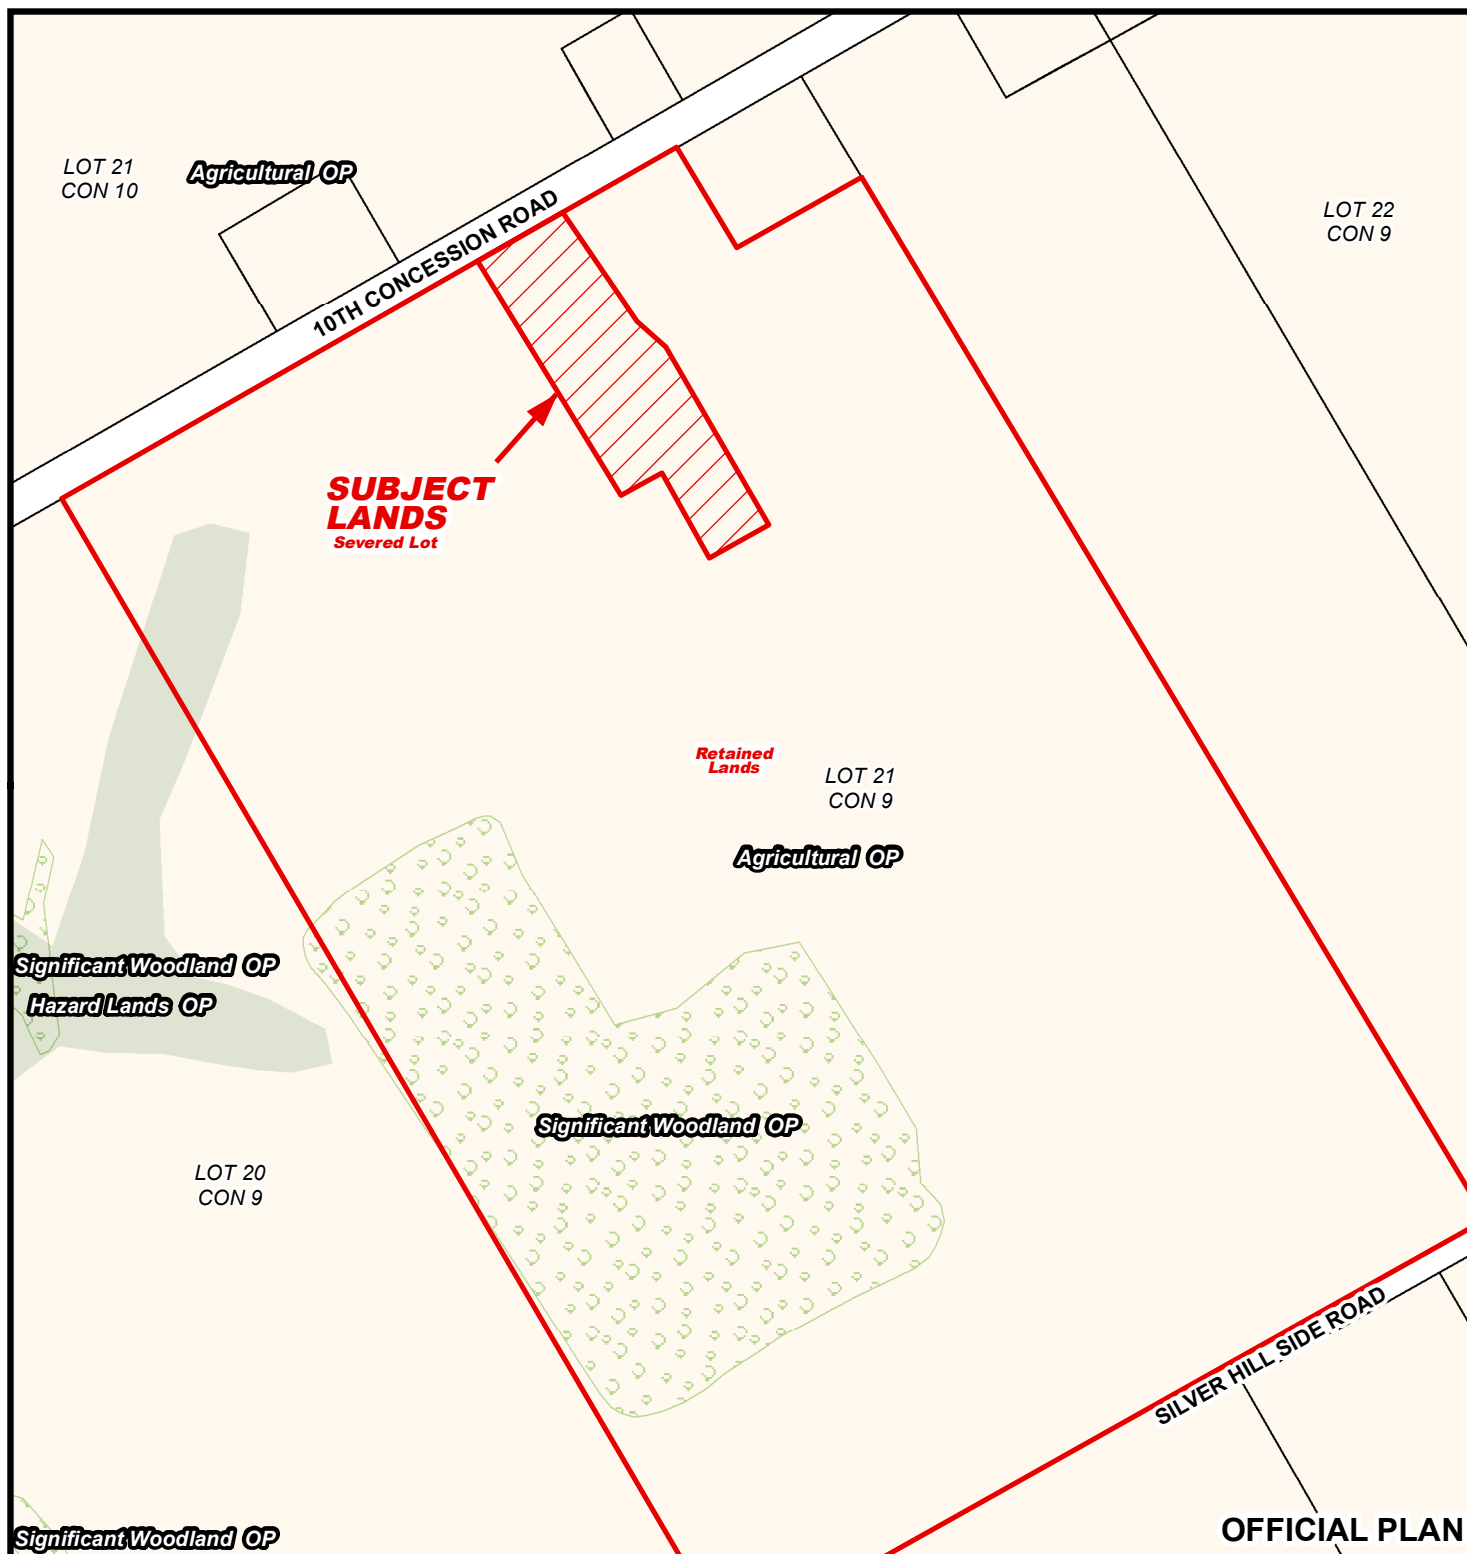 LOT 21
CON 10
Agricultural OP
10TH CONCESSION ROAD
LOT 22
CON 9
SUBJECT
LANDS
Severed Lot
Retained
Lands
LOT 21
CON 9
Agricultural OP
Significant Woodland OP
Hazard Lands OP
Significant Woodland OP
LOT 20
CON 9
SILVER HILL SIDE ROAD
OFFICIAL PLAN
Significant Woodland OP